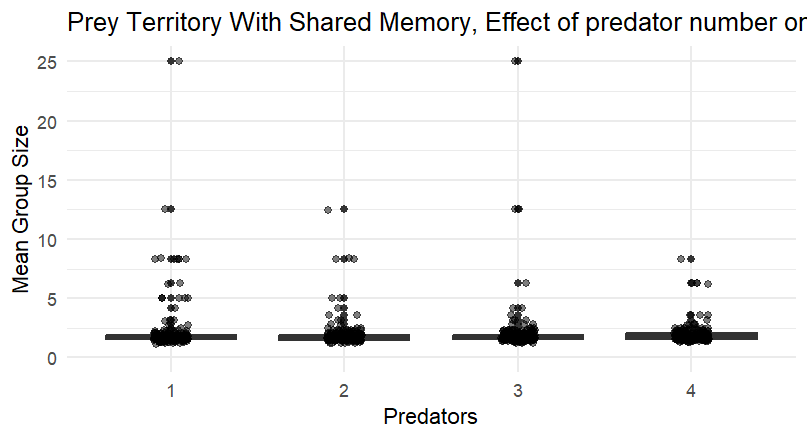 Prey Territory With Shared Memory, Effect of predator number or
25
20
15
10
5
0
Mean Group Size
1 2 3 4
Predators